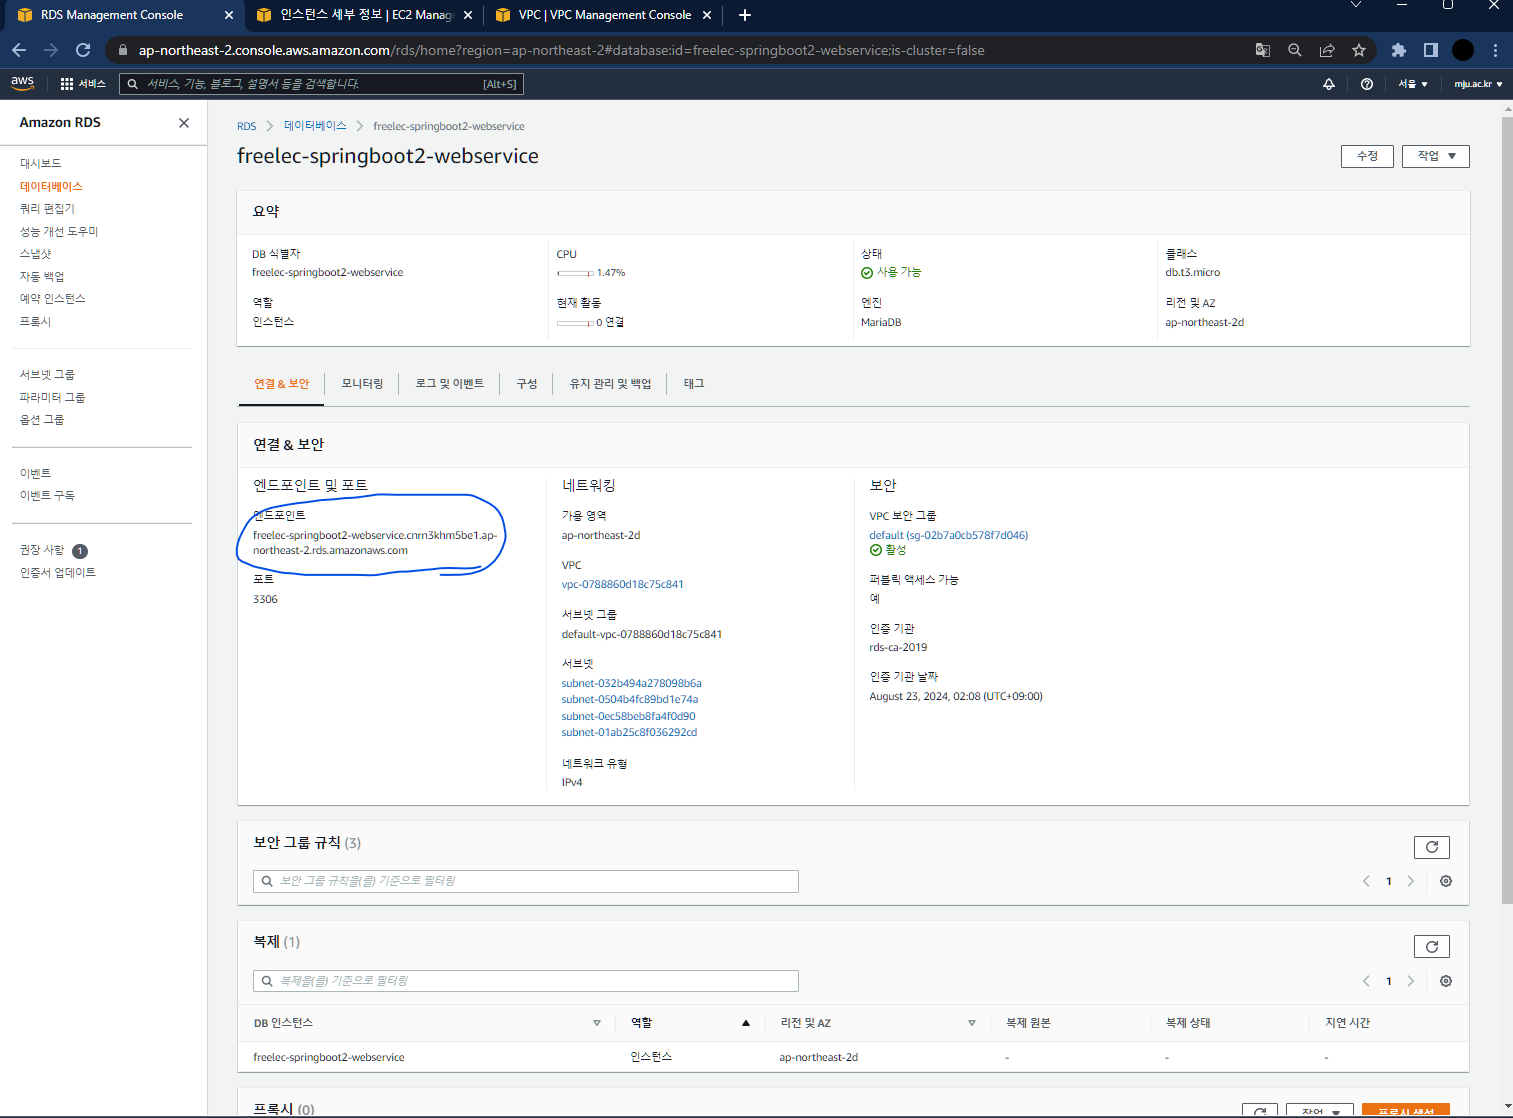 RDS Management Console
인스턴스 세부 정보 | EC2 Manag
VPC | VPC Management Console
ap-northeast-2.console.aws.amazon.com/rds/home?region=ap-northeast-2#database:id=freelec-springboot2-webservice;is-cluster=false
aws
서비스
서비스, 기능, 블로그, 설명서 등을 검색합니다.
[Alt+S]
서울
mju.ac.kr
Amazon RDS
대시보드
데이터베이스
쿼리 편집기
성능 개선 도우미
스냅샷
자동 백업
예약 인스턴스
프록시
서브넷 그룹
파라미터 그룹
옵션 그룹
이벤트
이벤트 구독
권장 사항 1
인증서 업데이트
RDS
데이터베이스
freelec-springboot2-webservice
freelec-springboot2-webservice
수정
작업
요약
DB 식별자
freelec-springboot2-webservice
CPU
1.47%
상태
사용 가능
클래스
db.t3.micro
역할
인스턴스
현재 활동
0 연결
엔진
MariaDB
리전 및 AZ
ap-northeast-2d
연결 & 보안
모니터링
로그 및 이벤트
구성
유지 관리 및 백업
태그
연결 & 보안
엔드포인트 및 포트
엔드포인트
freelec-springboot2-webservice.cnrn3khm5be1.ap-
northeast-2.rds.amazonaws.com
포트
3306
네트워킹
가용 영역
ap-northeast-2d
VPC
vpc-0788860d18c75c841
서브넷 그룹
default-vpc-0788860d18c75c841
서브넷
subnet-032b494a278098b6a
subnet-0504b4fc89bd1e74a
subnet-0ec58beb8fa4f0d90
subnet-01ab25c8f036292cd
네트워크 유형
IPv4
보안
VPC 보안 그룹
default (sg-02b7a0cb578f7d046)
활성
퍼블릭 액세스 가능
예
인증 기관
rds-ca-2019
인증 기관 날짜
August 23, 2024, 02:08 (UTC+09:00)
보안 그룹 규칙 (3)
보안 그룹 규칙을(를) 기준으로 필터링
1
복제 (1)
복제을(를) 기준으로 필터링
1
DB 인스턴스
역할
리전 및 AZ
복제 원본
복제 상태
지연 시간
freelec-springboot2-webservice
인스턴스
ap-northeast-2d
-
-
-
프록시 (0)
작업
프록시 생성